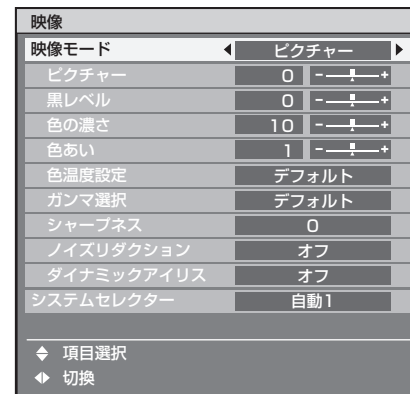 映像
映像モード ピクチャー
ピクチャー 0 - +
黒レベル 0 - +
色の濃さ 10 - +
色あい 1 - +
色温度設定 デフォルト
ガンマ選択 デフォルト
シャープネス 0
ノイズリダクション オフ
ダイナミックアイリス オフ
システムセレクター 自動1
項目選択
切換